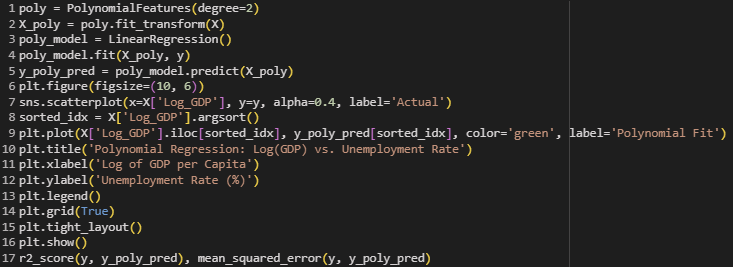 1 poly = PolynomialFeatures(degree=2)
2 X_poly = poly.fit_transform(X)
3 poly_model = LinearRegression()
4 poly_model.fit(X_poly, y)
5 y_poly_pred = poly_model.predict(X_poly)
6 plt.figure(figsize=(10, 6))
7 sns.scatterplot(x=X['Log_GDP'], y=y, alpha=0.4, label='Actual')
8 sorted_idx = X['Log_GDP'].argsort()
9 plt.plot(X['Log_GDP'].iloc[sorted_idx], y_poly_pred[sorted_idx], color='green', label='Polynomial Fit')
10 plt.title('Polynomial Regression: Log(GDP) vs. Unemployment Rate')
11 plt.xlabel('Log of GDP per Capita')
12 plt.ylabel('Unemployment Rate (%)')
13 plt.legend()
14 plt.grid(True)
15 plt.tight_layout()
16 plt.show()
17 r2_score(y, y_poly_pred), mean_squared_error(y, y_poly_pred)